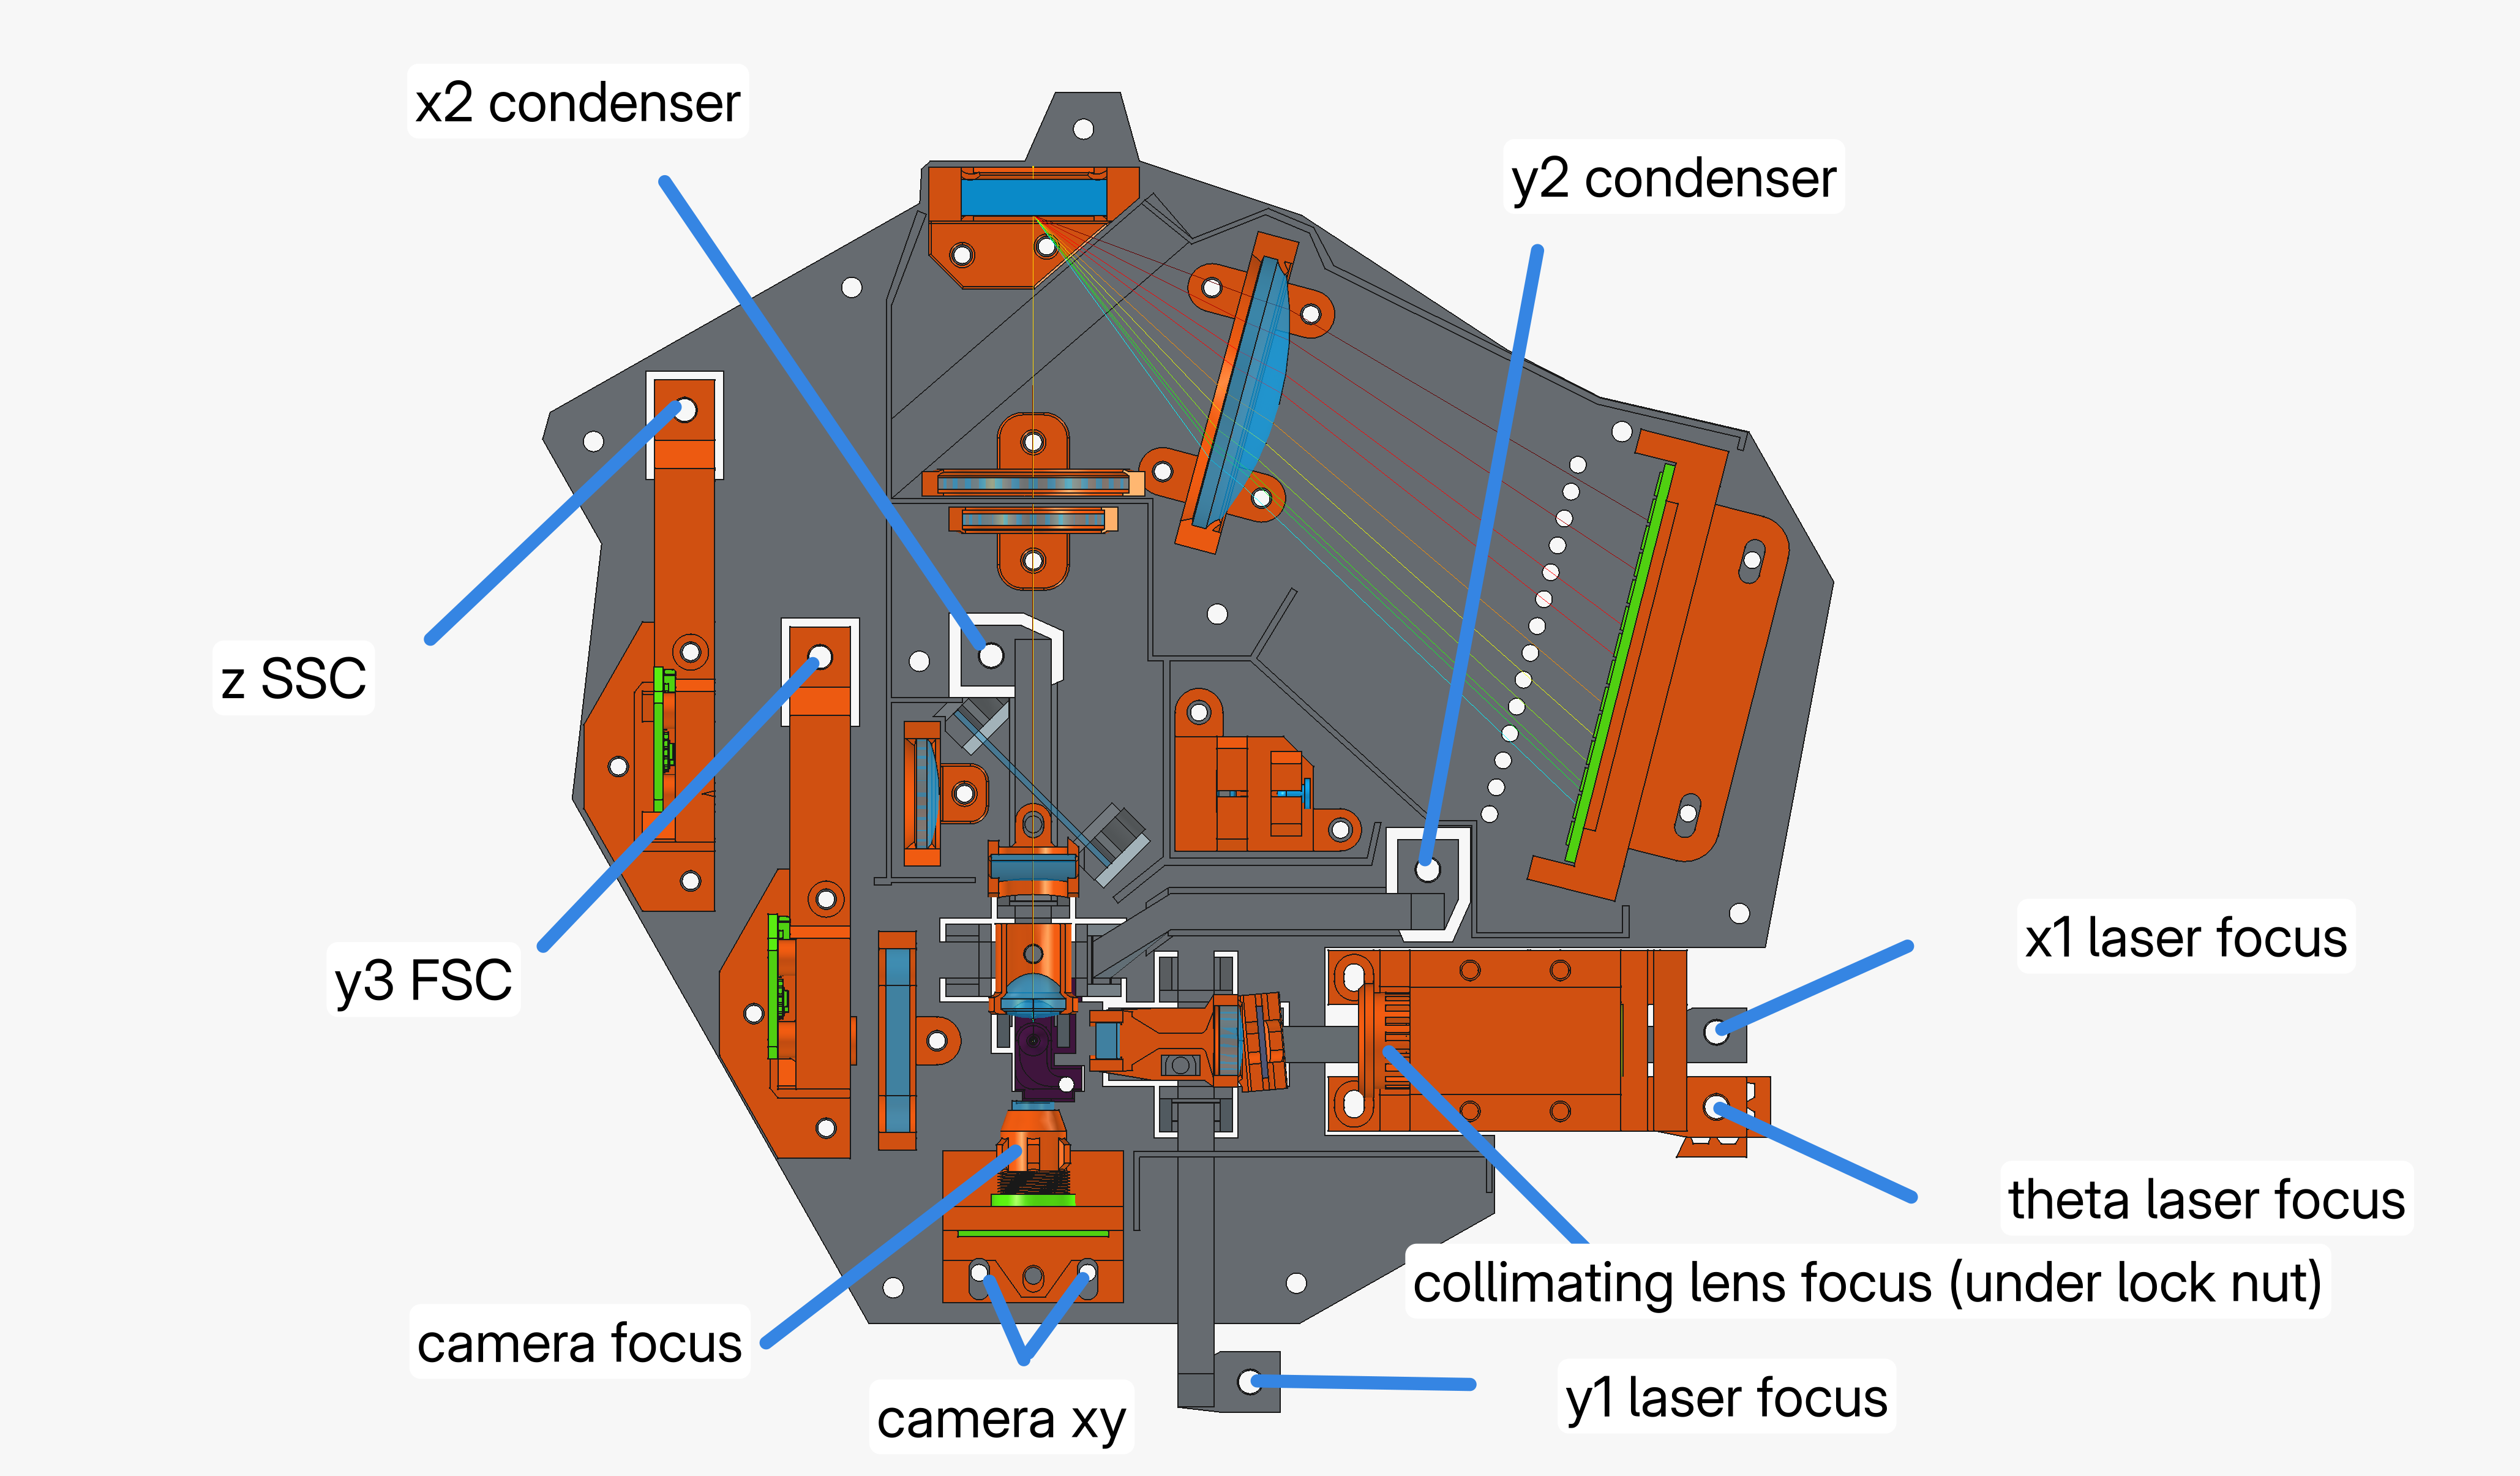 x2 condenser
y2 condenser
z SSC
x1 laser focus
y3 FSC
theta laser focus
collimating lens focus (under lock nut)
camera focus
y1 laser focus
camera xy